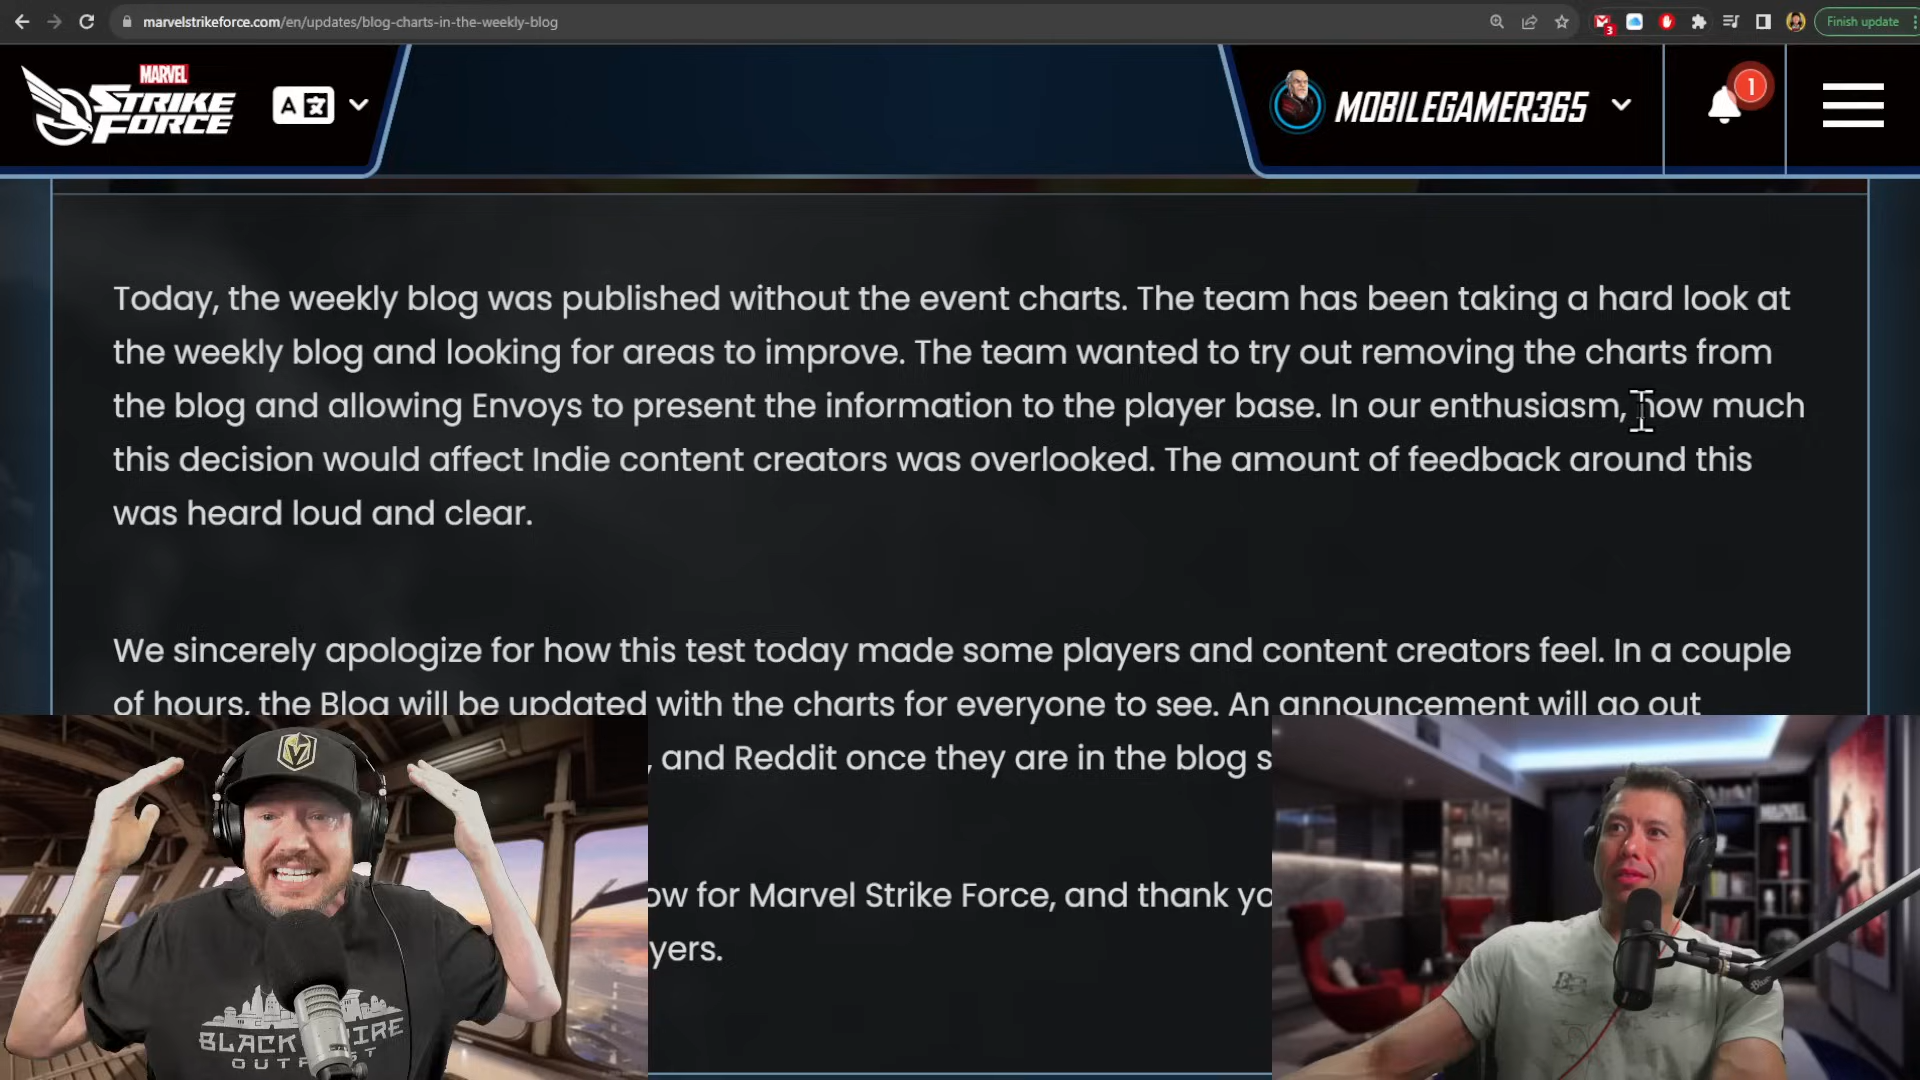 marvelstrikeforce.com/en/updates/blog-charts-in-the-weekly-blog
3
Finish update
MARVEL
STRIKE
FORCE
A
MOBILEGAMER365
1
Today, the weekly blog was published without the event charts. The team has been taking a hard look at
the weekly blog and looking for areas to improve. The team wanted to try out removing the charts from
the blog and allowing Envoys to present the information to the player base. In our enthusiasm, how much
this decision would affect Indie content creators was overlooked. The amount of feedback around this
was heard loud and clear.
We sincerely apologize for how this test today made some players and content creators feel. In a couple
of hours, the Blog will be updated with the charts for everyone to see. An announcement will go out
, and Reddit once they are in the blog s
ow for Marvel Strike Force, and thank yo
yers.
MARVEL
BLACK IRE